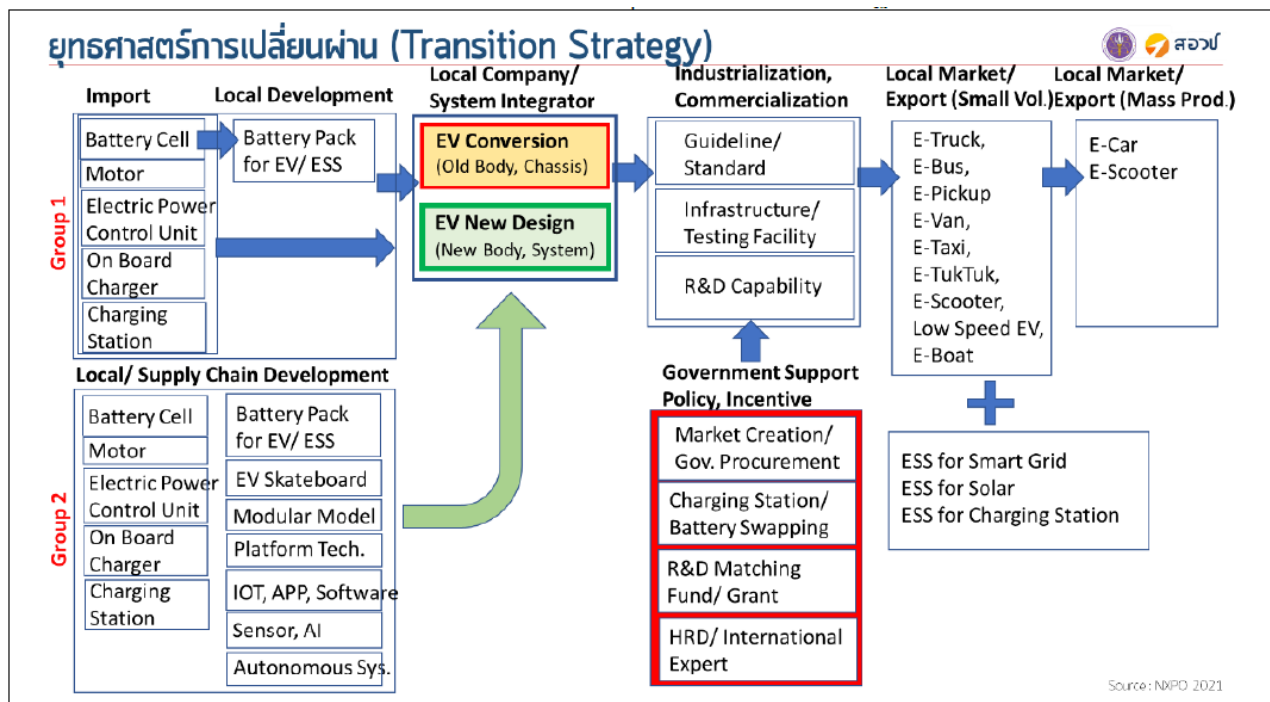 ยุทธศาสตร์การเปลี่ยนผ่าน (Transition Strategy)
สอวช
Import
Local Development
Local Company/
System Integrator
Industrialization,
Commercialization
Local Market/
Export (Small Vol.)
Local Market/
Export (Mass Prod.)
Group 1
Battery Cell
Motor
Electric Power
Control Unit
On Board
Charger
Charging
Station
Battery Pack
for EV/ ESS
EV Conversion
(Old Body, Chassis)
EV New Design
(New Body, System)
Guideline/
Standard
Infrastructure/
Testing Facility
R&D Capability
E-Truck,
E-Bus,
E-Pickup
E-Van,
E-Taxi,
E-TukTuk,
E-Scooter,
Low Speed EV,
E-Boat
E-Car
E-Scooter
Local/ Supply Chain Development
Group 2
Battery Cell
Motor
Electric Power
Control Unit
On Board
Charger
Charging
Station
Battery Pack
for EV/ ESS
EV Skateboard
Modular Model
Platform Tech.
IOT, APP, Software
Sensor, AI
Autonomous Sys.
Government Support
Policy, Incentive
Market Creation/
Gov. Procurement
Charging Station/
Battery Swapping
R&D Matching
Fund/ Grant
HRD/ International
Expert
ESS for Smart Grid
ESS for Solar
ESS for Charging Station
Source : NXPO 2021